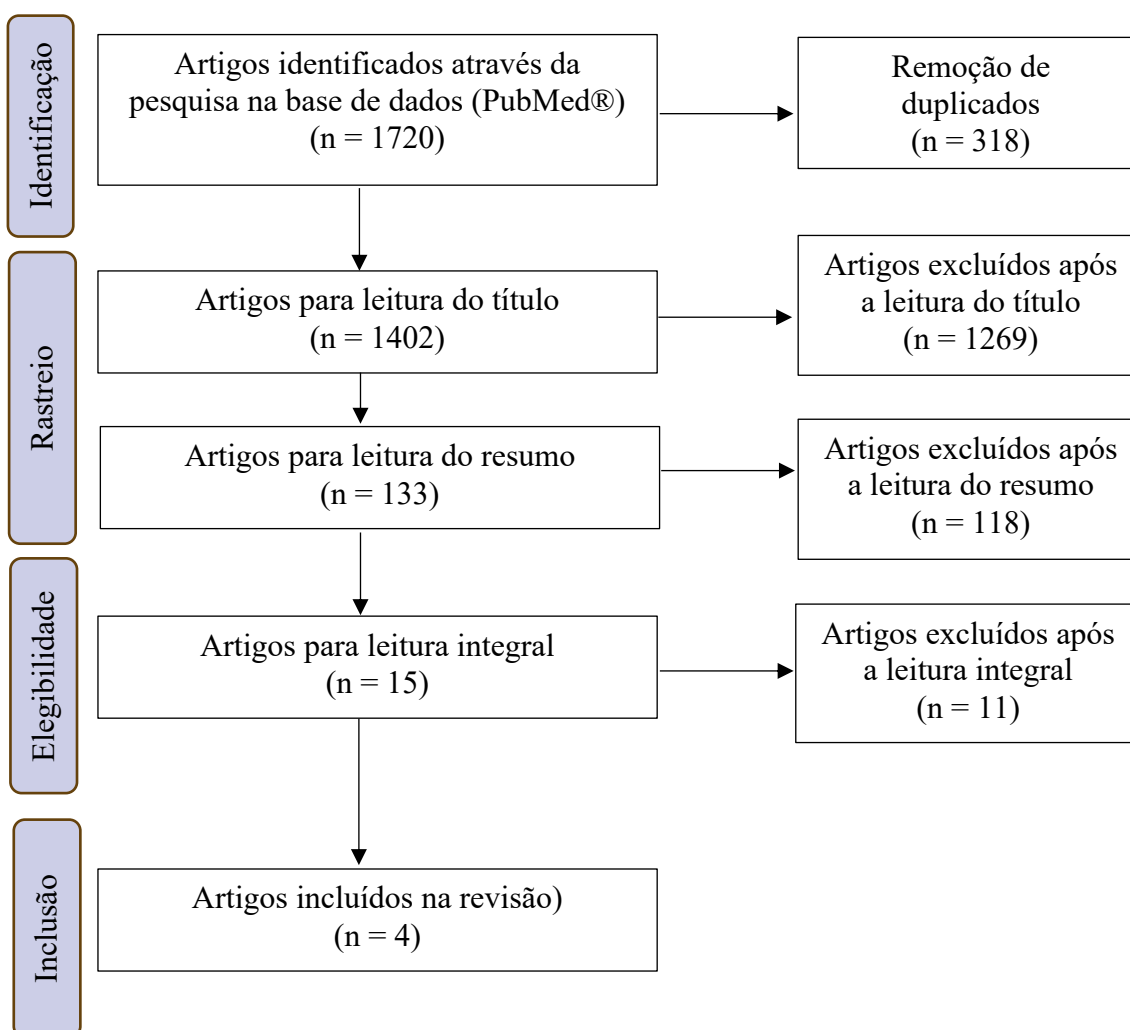 Identificação
Artigos identificados através da
pesquisa na base de dados (PubMed®)
(n = 1720)
Remoção de
duplicados
(n = 318)
Rastreio
Artigos para leitura do título
(n = 1402)
Artigos excluídos após
a leitura do título
(n = 1269)
Artigos para leitura do resumo
(n = 133)
Artigos excluídos após
a leitura do resumo
(n = 118)
Elegibilidade
Artigos para leitura integral
(n = 15)
Artigos excluídos após
a leitura integral
(n = 11)
Inclusão
Artigos incluídos na revisão)
(n = 4)